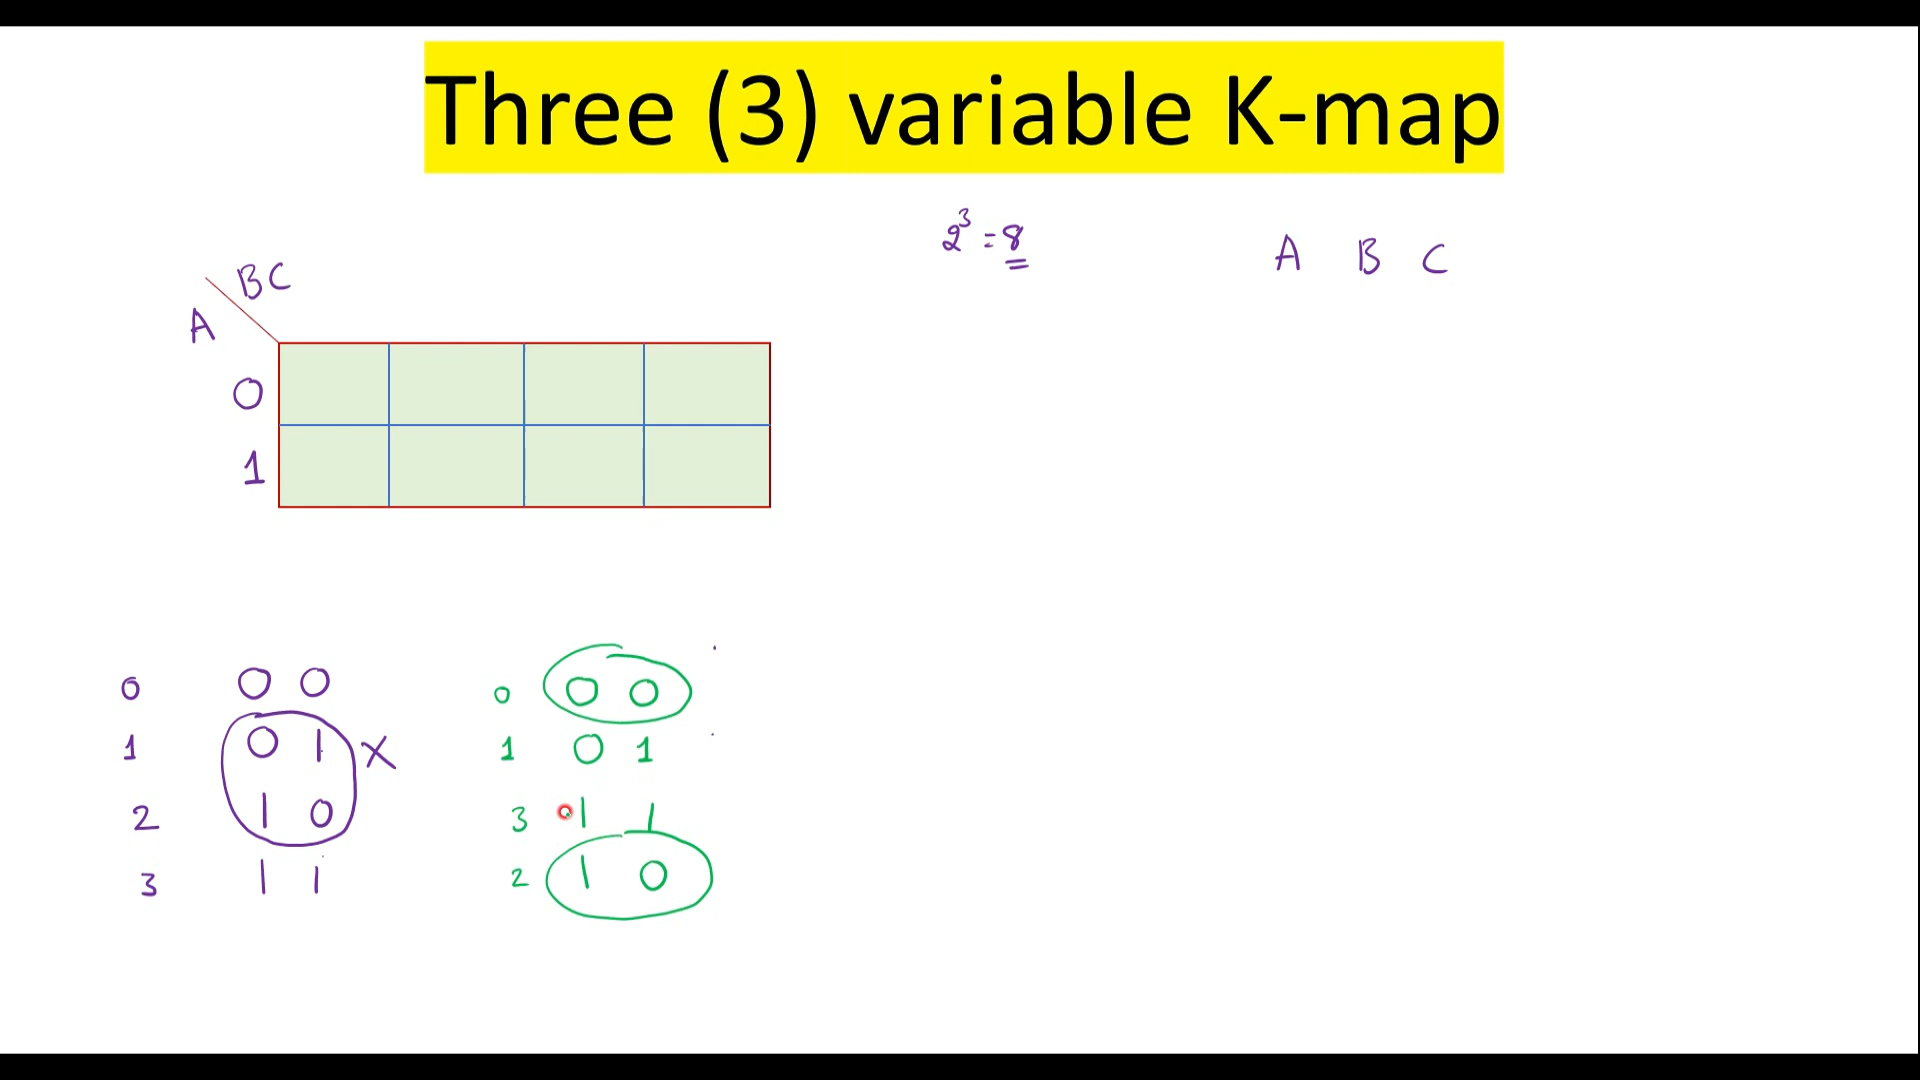 Three (3) variable K-map
2³ = 8
A B C
BC
A
0
1
0 0 0
1 0 1 X
2 1 0
3 1 1
0 0 0
1 0 1
3 1 1
2 1 0